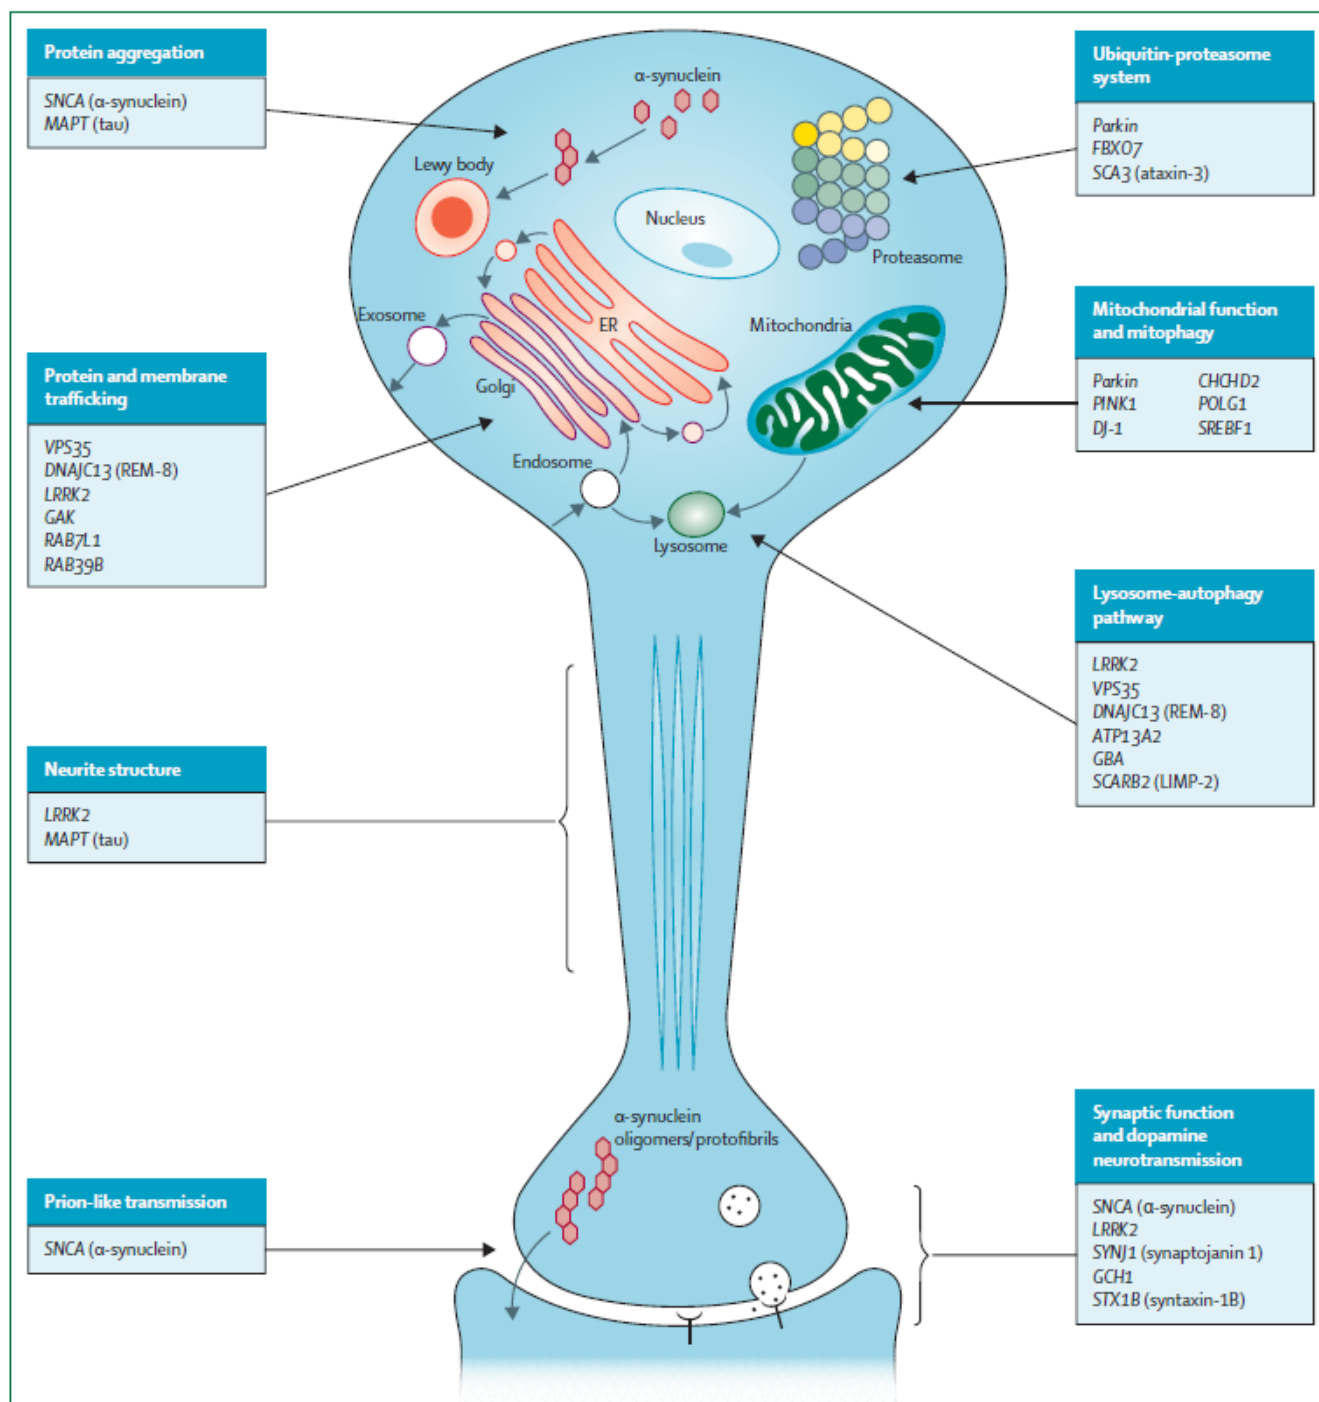 Protein aggregation
SNCA (α-synuclein)
MAPT (tau)
Protein and membrane
trafficking
VPS35
DNAJC13 (REM-8)
LRRK2
GAK
RAB7L1
RAB39B
Neurite structure
LRRK2
MAPT (tau)
Prion-like transmission
SNCA (α-synuclein)
α-synuclein
Lewy body
Nucleus
Proteasome
Exosome
ER
Mitochondria
Golgi
Endosome
Lysosome
α-synuclein
oligomers/protofibrils
Ubiquitin-proteasome
system
Parkin
FBXO7
SCA3 (ataxin-3)
Mitochondrial function
and mitophagy
Parkin CHCHD2
PINK1 POLG1
DJ-1 SREBF1
Lysosome-autophagy
pathway
LRRK2
VPS35
DNAJC13 (REM-8)
ATP13A2
GBA
SCARB2 (LIMP-2)
Synaptic function
and dopamine
neurotransmission
SNCA (α-synuclein)
LRRK2
SYNJ1 (synaptojanin 1)
GCH1
STX1B (syntaxin-1B)